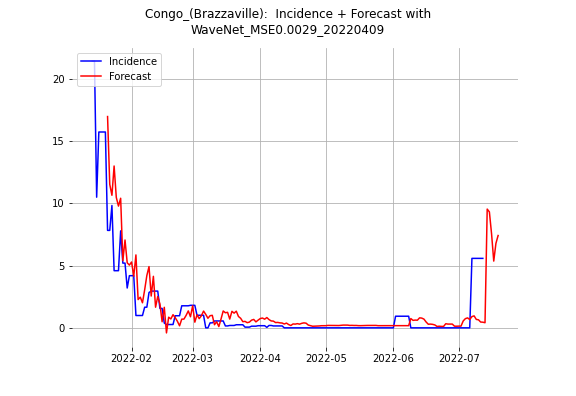 Congo_(Brazzaville):  Incidence + Forecast with
WaveNet_MSE0.0029_20220409
Incidence
Forecast
20
15
10
5
0
2022-02
2022-03
2022-04
2022-05
2022-06
2022-07